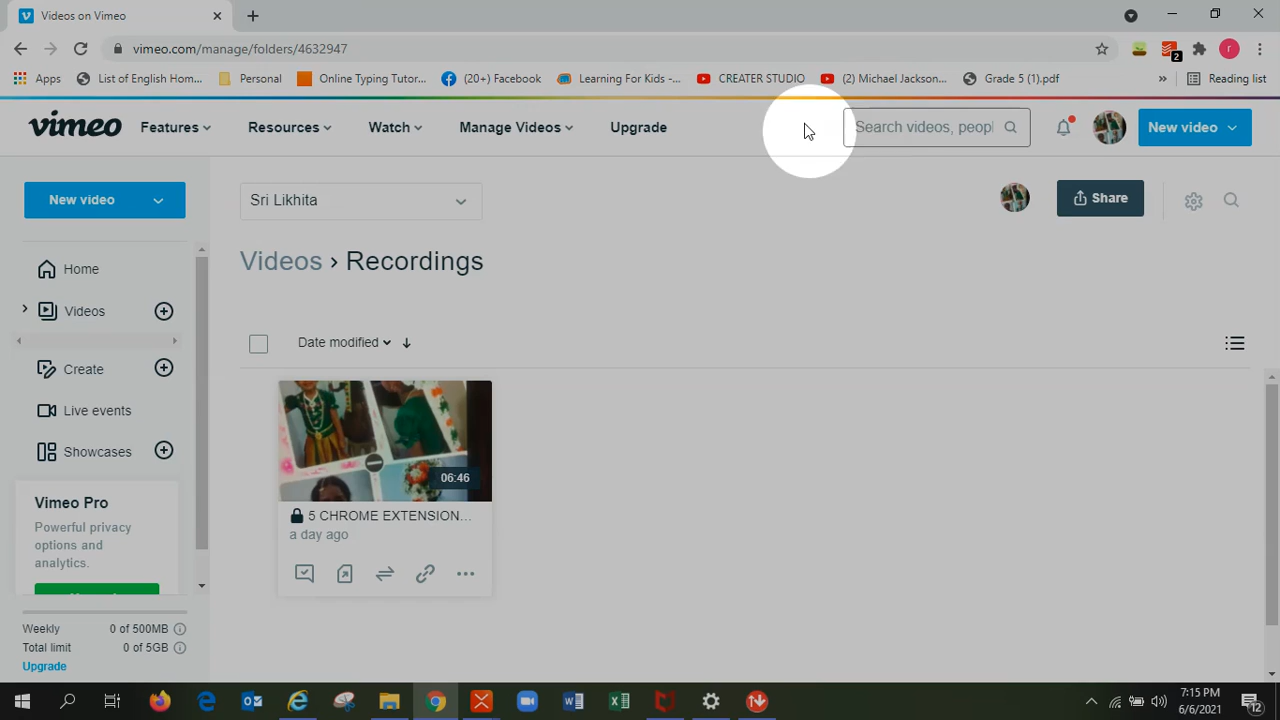 Videos on Vimeo
vimeo.com/manage/folders/4632947
2
r
Apps List of English Hom... Personal Online Typing Tutor... (20+) Facebook Learning For Kids -... CREATER STUDIO (2) Michael Jackson... Grade 5 (1).pdf » Reading list
vimeo Features Resources Watch Manage Videos Upgrade Search videos, peopl New video
New video
Sri Likhita
Share
Home
Videos
Create
Live events
Showcases
Vimeo Pro
Powerful privacy
options and
analytics.
Weekly 0 of 500MB
Total limit 0 of 5GB
Upgrade
Videos › Recordings
Date modified
06:46
5 CHROME EXTENSION...
a day ago
7:15 PM
6/6/2021
12